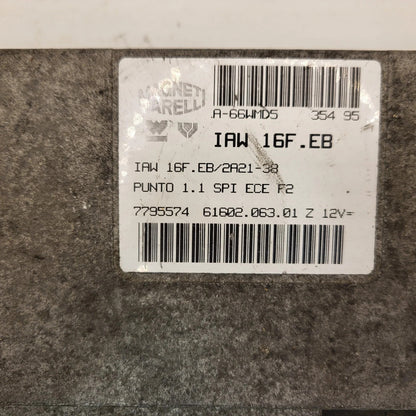 MAGNETI
MARELLI
A-66WMD5 354 95
IAW 16F.EB
IAW 16F.EB/2A21-38
PUNTO 1.1 SPI ECE F2
7795574 61602.063.01 Z 12V=